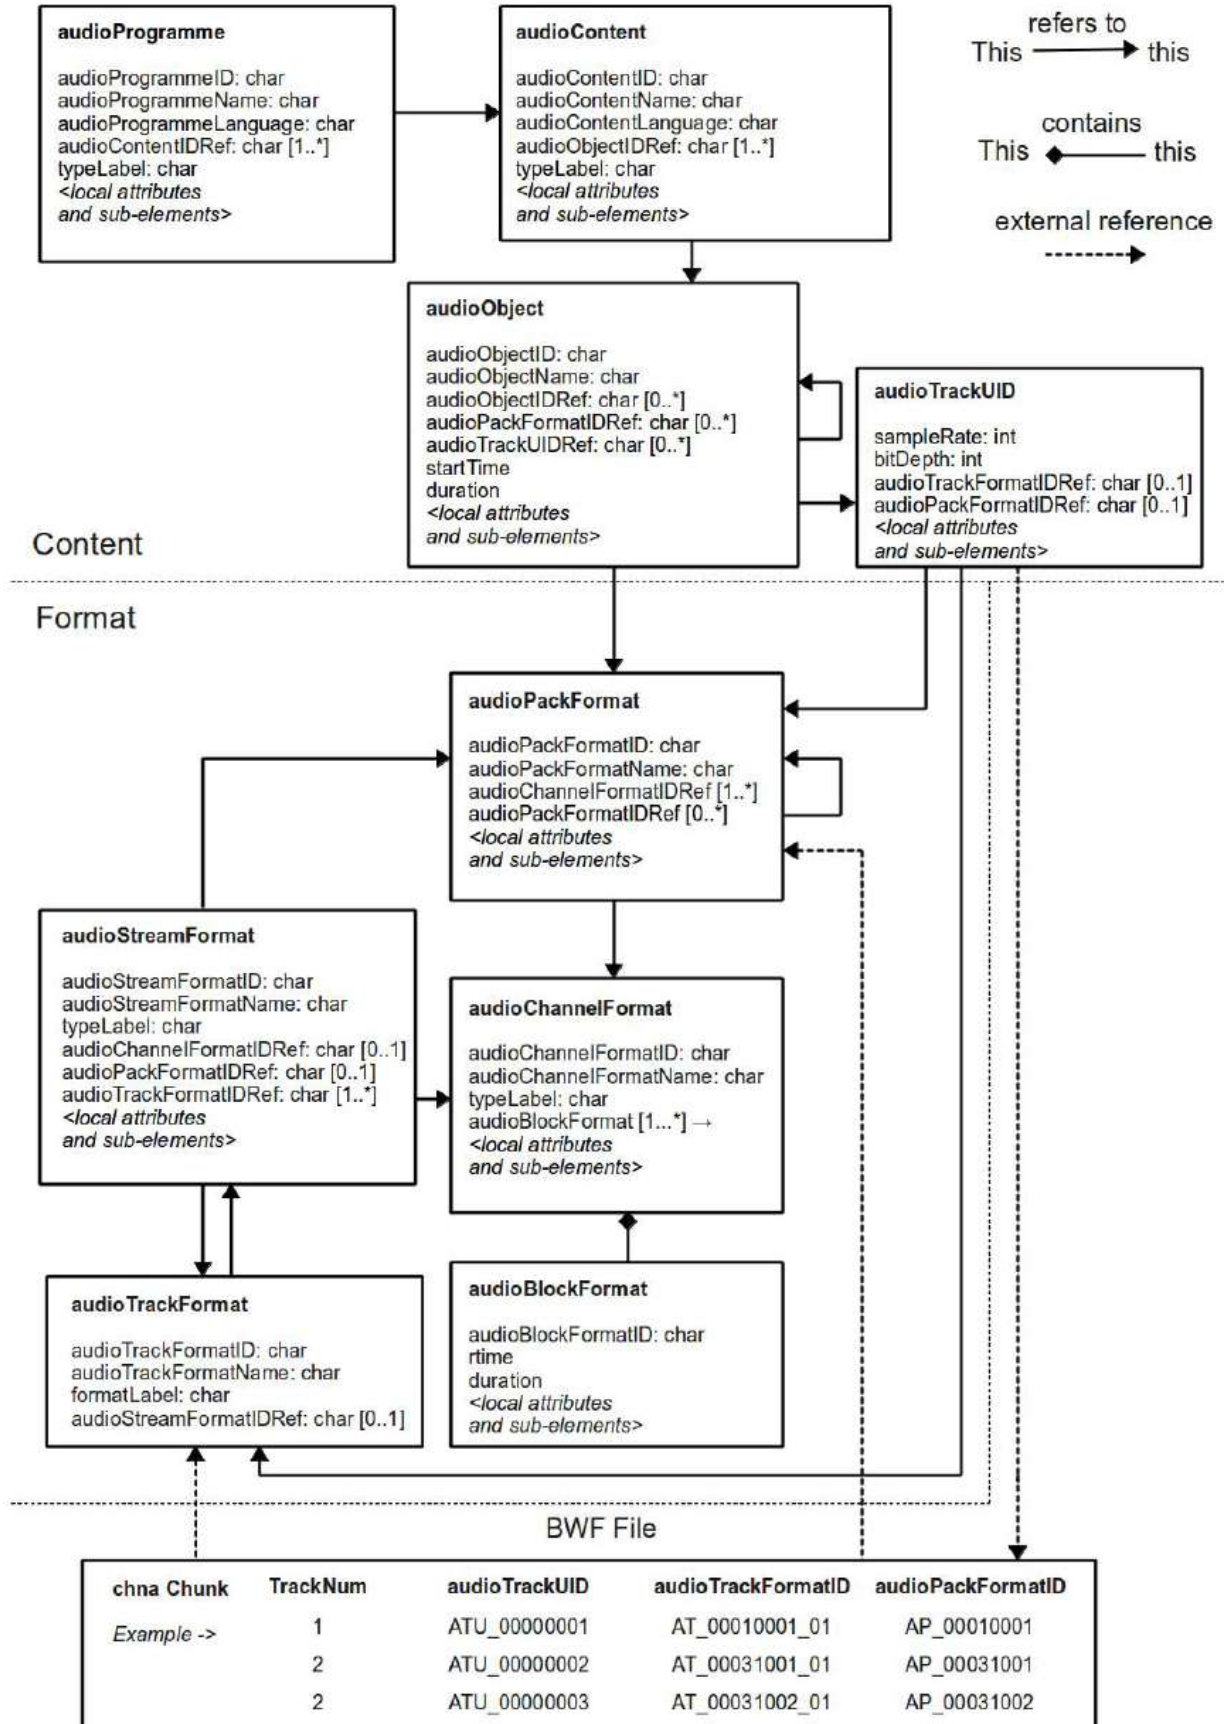 audioProgramme
audioProgrammeID: char
audioProgrammeName: char
audioProgrammeLanguage: char
audioContentIDRef: char [1..*]
typeLabel: char
<local attributes
and sub-elements>
audioContent
audioContentID: char
audioContentName: char
audioContentLanguage: char
audioObjectIDRef: char [1..*]
typeLabel: char
<local attributes
and sub-elements>
refers to
This this
contains
This this
external reference
audioObject
audioObjectID: char
audioObjectName: char
audioObjectIDRef: char [0..*]
audioPackFormatIDRef: char [0..*]
audioTrackUIDRef: char [0..*]
startTime
duration
<local attributes
and sub-elements>
audioTrackUID
sampleRate: int
bitDepth: int
audioTrackFormatIDRef: char [0..1]
audioPackFormatIDRef: char [0..1]
<local attributes
and sub-elements>
Content
Format
audioPackFormat
audioPackFormatID: char
audioPackFormatName: char
audioChannelFormatIDRef [1..*]
audioPackFormatIDRef [0..*]
<local attributes
and sub-elements>
audioStreamFormat
audioStreamFormatID: char
audioStreamFormatName: char
typeLabel: char
audioChannelFormatIDRef: char [0..1]
audioPackFormatIDRef: char [0..1]
audioTrackFormatIDRef: char [1..*]
<local attributes
and sub-elements>
audioChannelFormat
audioChannelFormatID: char
audioChannelFormatName: char
typeLabel: char
audioBlockFormat [1...*] →
<local attributes
and sub-elements>
audioTrackFormat
audioTrackFormatID: char
audioTrackFormatName: char
formatLabel: char
audioStreamFormatIDRef: char [0..1]
audioBlockFormat
audioBlockFormatID: char
rtime
duration
<local attributes
and sub-elements>
BWF File
chna Chunk TrackNum audioTrackUID audioTrackFormatID audioPackFormatID
Example -> 1 ATU_00000001 AT_00010001_01 AP_00010001
2 ATU_00000002 AT_00031001_01 AP_00031001
2 ATU_00000003 AT_00031002_01 AP_00031002